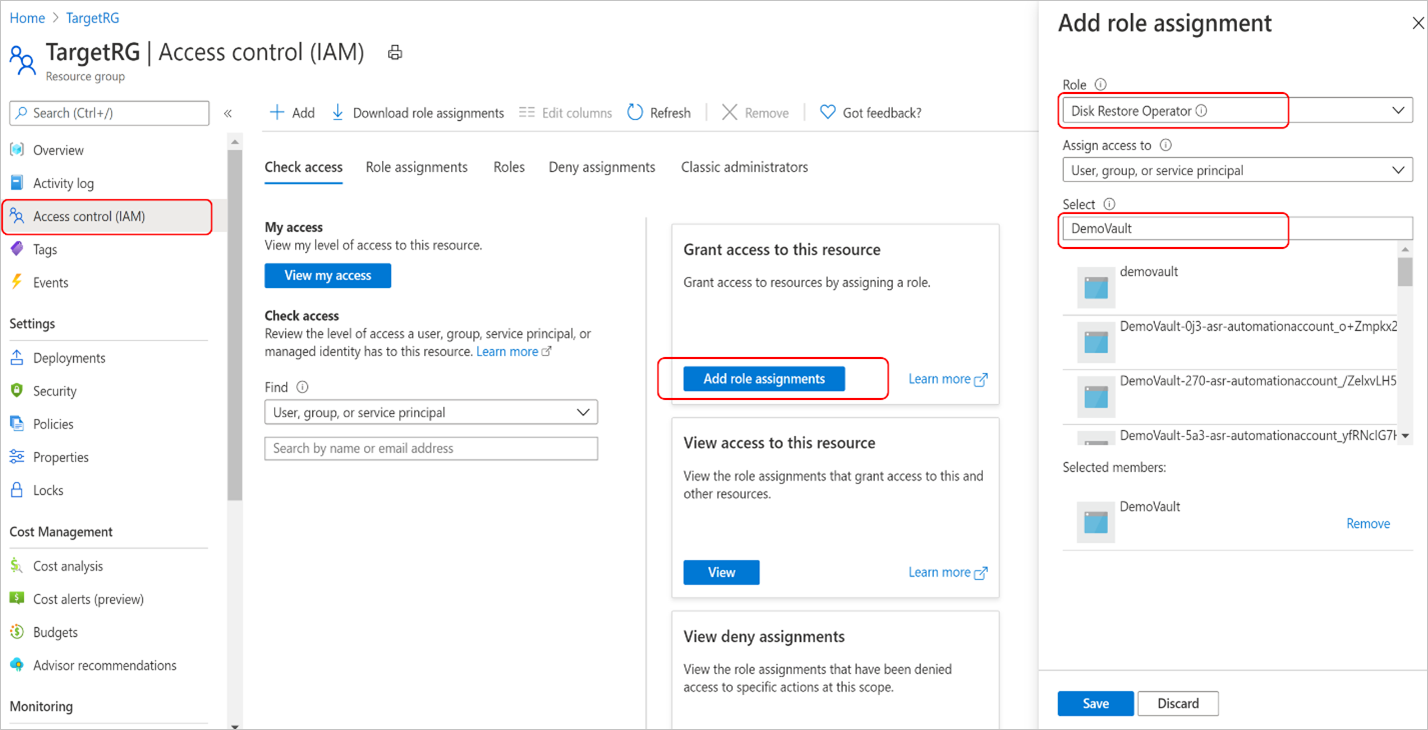 Home > TargetRG
TargetRG | Access control (IAM)
Resource group
Search (Ctrl+/)
«
Overview
Activity log
Access control (IAM)
Tags
Events
Settings
Deployments
Security
Policies
Properties
Locks
Cost Management
Cost analysis
Cost alerts (preview)
Budgets
Advisor recommendations
Monitoring
Add
Download role assignments
Edit columns
Refresh
Remove
Got feedback?
Check access
Role assignments
Roles
Deny assignments
Classic administrators
My access
View my level of access to this resource.
View my access
Check access
Review the level of access a user, group, service principal, or
managed identity has to this resource. Learn more
Find
User, group, or service principal
Search by name or email address
Grant access to this resource
Grant access to resources by assigning a role.
Add role assignments
Learn more
View access to this resource
View the role assignments that grant access to this and
other resources.
View
Learn more
View deny assignments
View the role assignments that have been denied
access to specific actions at this scope.
Add role assignment
Role
Disk Restore Operator
Assign access to
User, group, or service principal
Select
DemoVault
demovault
DemoVault-0j3-asr-automationaccount_o+Zmpkx2
DemoVault-270-asr-automationaccount_/ZelxvLH5
DemoVault-5a3-asr-automationaccount_yfRNcIG7H
Selected members:
DemoVault
Remove
Save
Discard